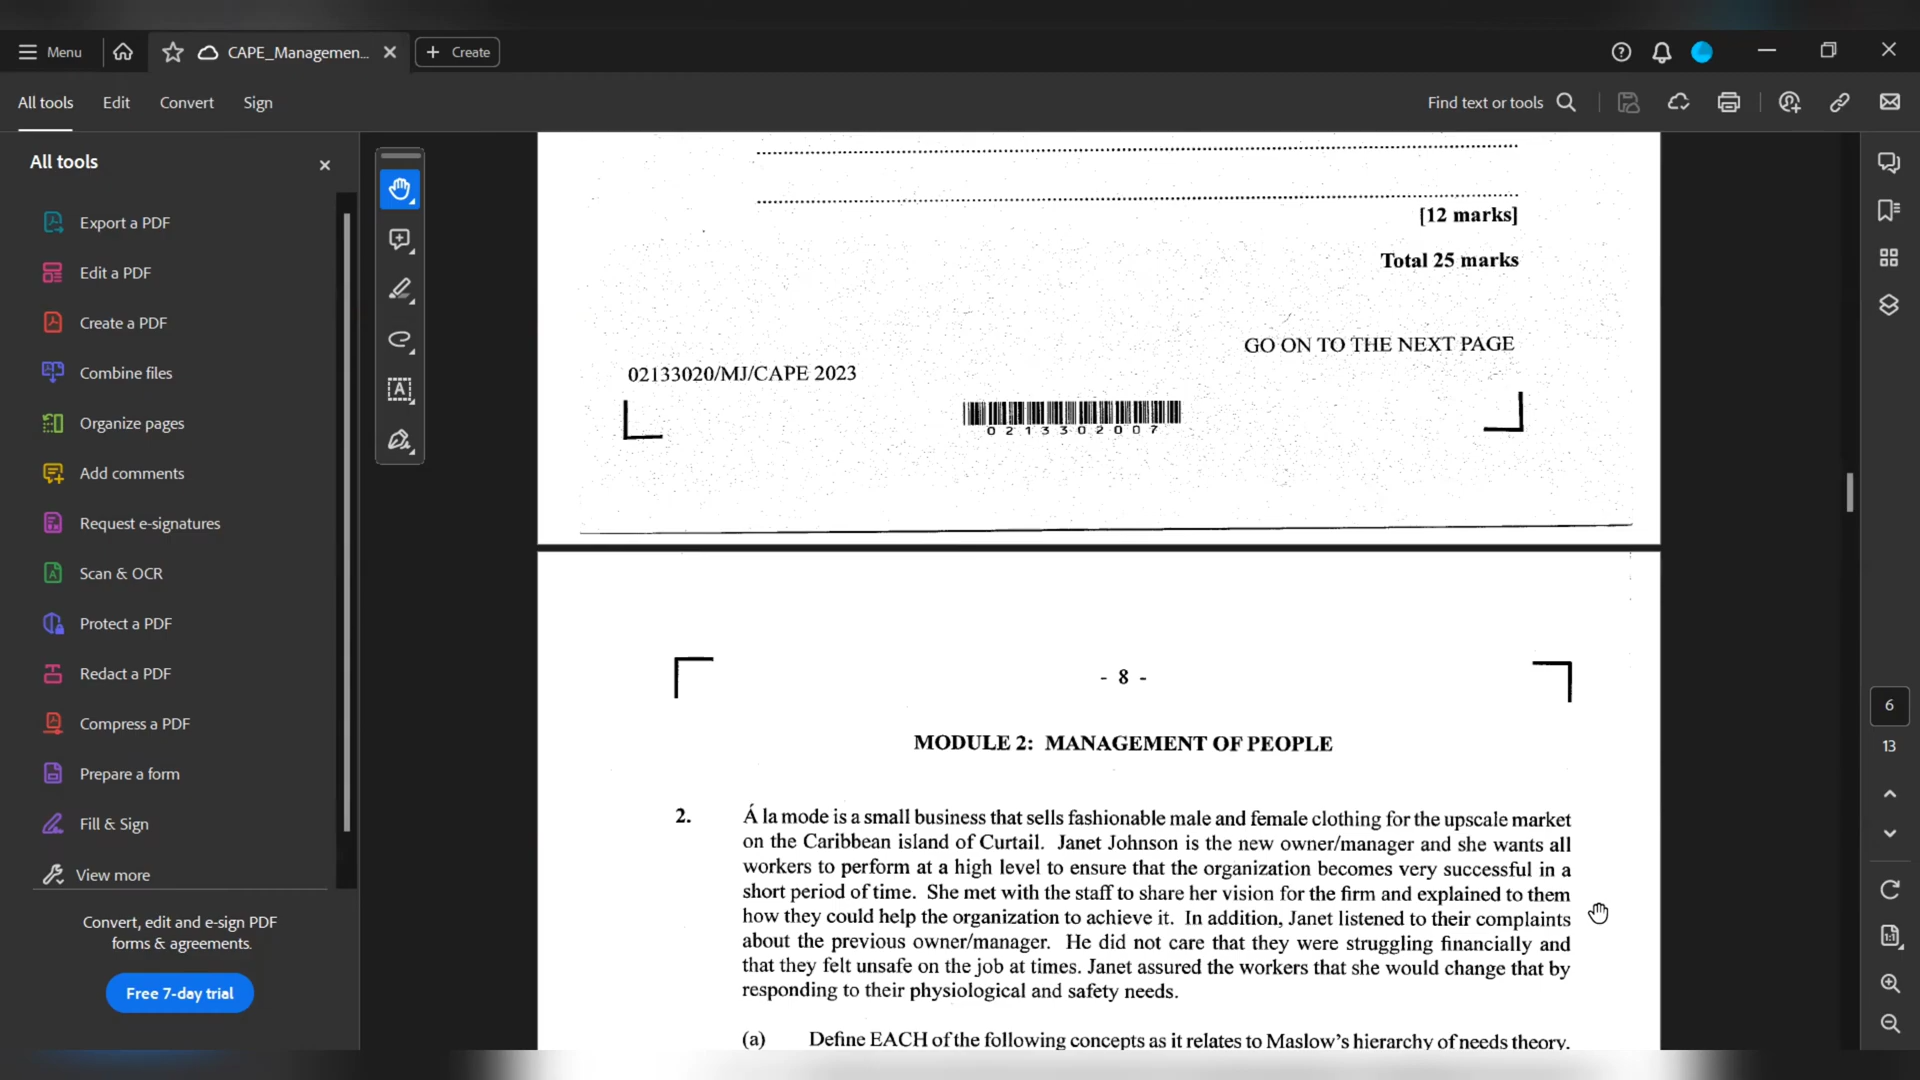 Menu
CAPE_Managemen...
Create
All tools
Edit
Convert
Sign
Find text or tools
All tools
Export a PDF
Edit a PDF
Create a PDF
Combine files
Organize pages
Add comments
Request e-signatures
Scan & OCR
Protect a PDF
Redact a PDF
Compress a PDF
Prepare a form
Fill & Sign
View more
Convert, edit and e-sign PDF
forms & agreements.
Free 7-day trial
[12 marks]
Total 25 marks
GO ON TO THE NEXT PAGE
02133020/MJ/CAPE 2023
0 2 1 3 3 0 2 0 0 7
- 8 -
MODULE 2: MANAGEMENT OF PEOPLE
2. Á la mode is a small business that sells fashionable male and female clothing for the upscale market
on the Caribbean island of Curtail. Janet Johnson is the new owner/manager and she wants all
workers to perform at a high level to ensure that the organization becomes very successful in a
short period of time. She met with the staff to share her vision for the firm and explained to them
how they could help the organization to achieve it. In addition, Janet listened to their complaints
about the previous owner/manager. He did not care that they were struggling financially and
that they felt unsafe on the job at times. Janet assured the workers that she would change that by
responding to their physiological and safety needs.
(a) Define EACH of the following concepts as it relates to Maslow's hierarchy of needs theory.
6
13